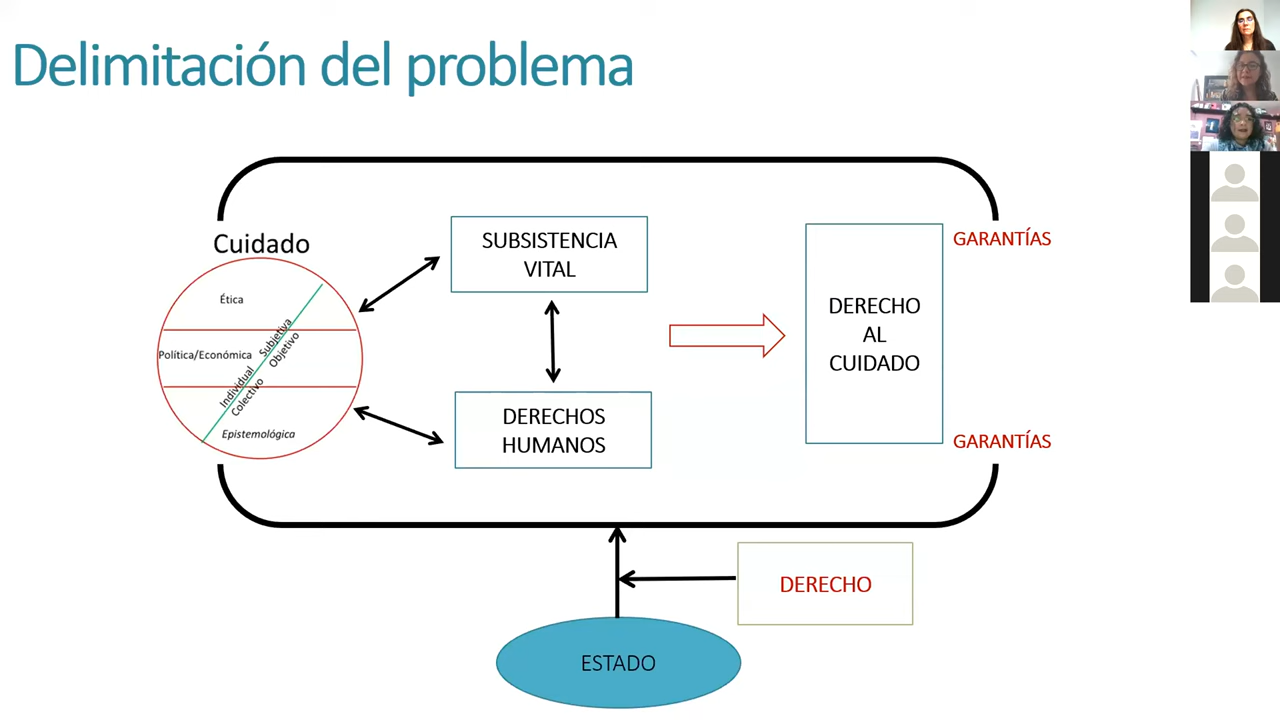 Delimitación del problema
Cuidado
Ética
Política/Económica
Subjetiva
Objetivo
Individual
Colectivo
Epistemológica
SUBSISTENCIA
VITAL
DERECHOS
HUMANOS
DERECHO
AL
CUIDADO
GARANTÍAS
GARANTÍAS
DERECHO
ESTADO